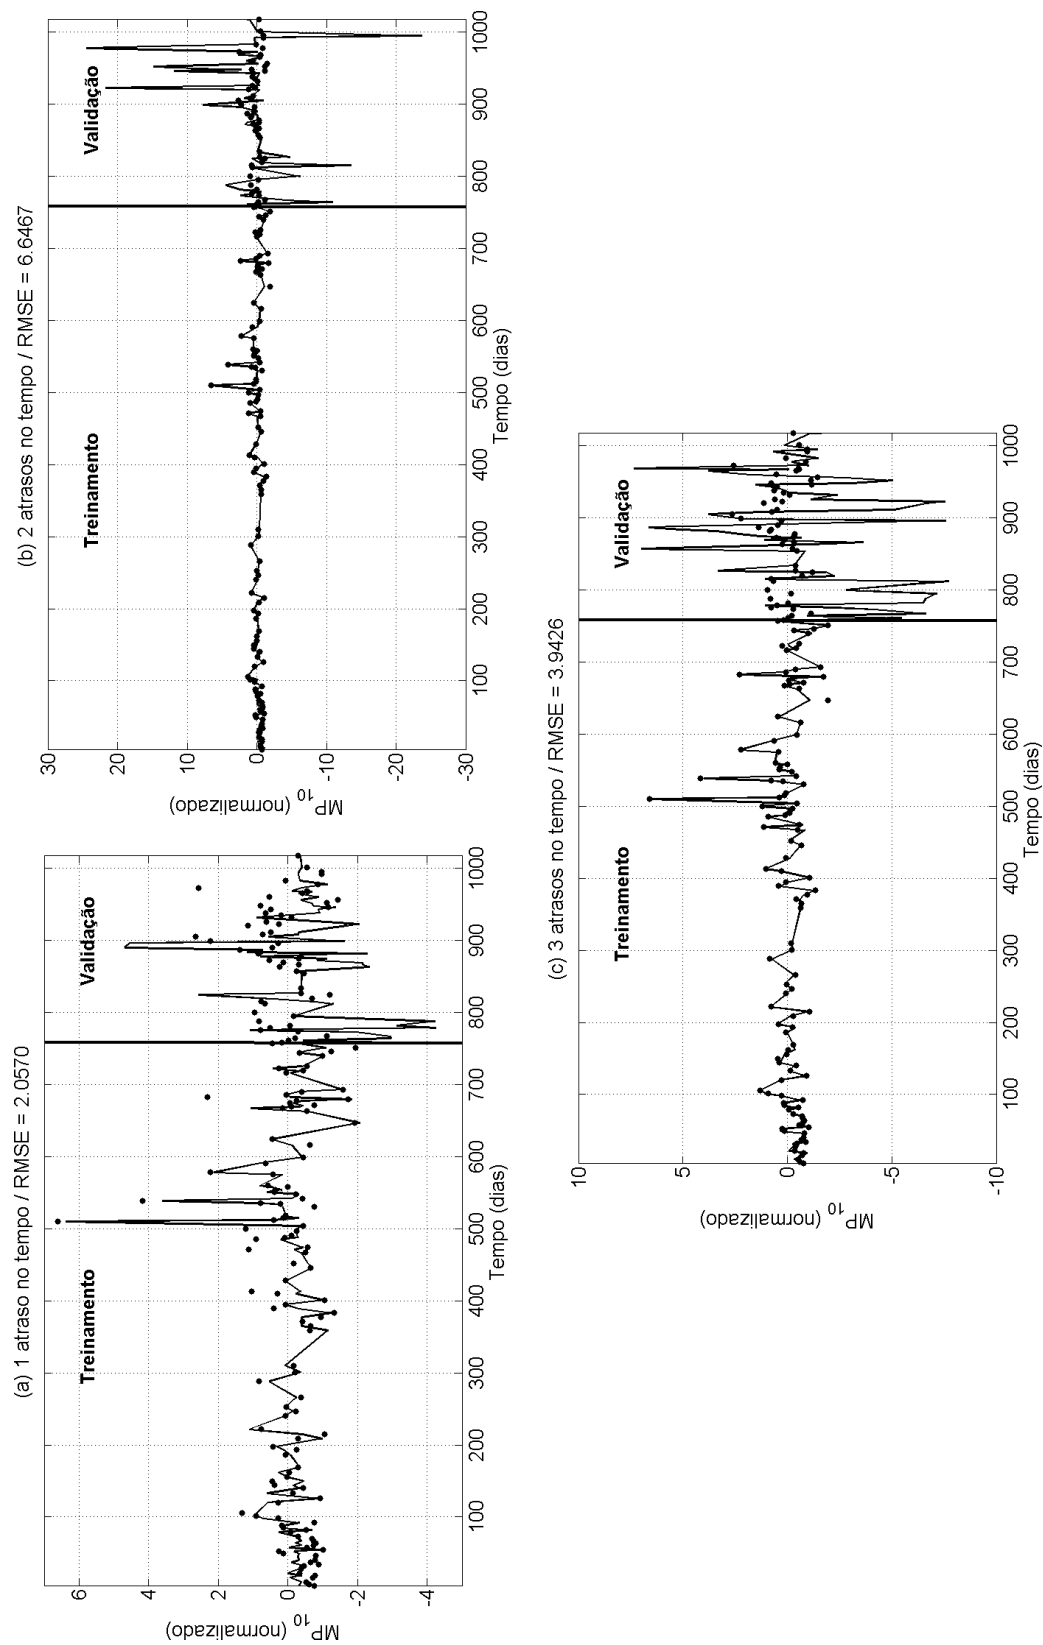 (a) 1 atraso no tempo / RMSE = 2.0570
Treinamento
Validação
6
4
2
0
-2
-4
MP10 (normalizado)
100 200 300 400 500 600 700 800 900 1000
Tempo (dias)
(b) 2 atrasos no tempo / RMSE = 6.6467
Treinamento
Validação
30
20
10
0
-10
-20
-30
MP10 (normalizado)
100 200 300 400 500 600 700 800 900 1000
Tempo (dias)
(c) 3 atrasos no tempo / RMSE = 3.9426
Treinamento
Validação
10
5
0
-5
-10
MP10 (normalizado)
100 200 300 400 500 600 700 800 900 1000
Tempo (dias)